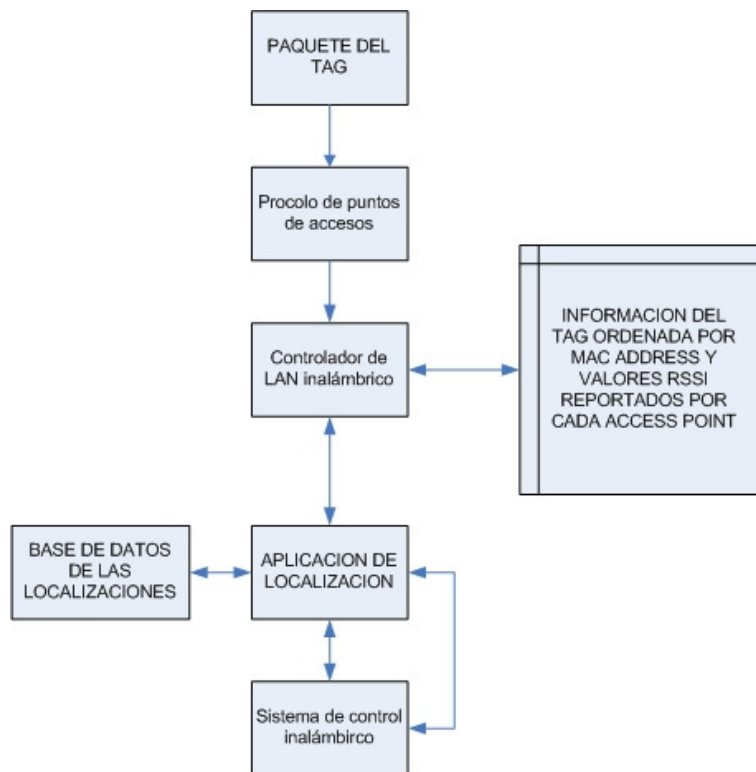 PAQUETE DEL
TAG
Procolo de puntos
de accesos
Controlador de
LAN inalámbrico
INFORMACION DEL
TAG ORDENADA POR
MAC ADDRESS Y
VALORES RSSI
REPORTADOS POR
CADA ACCESS POINT
BASE DE DATOS
DE LAS
LOCALIZACIONES
APLICACION DE
LOCALIZACION
Sistema de control
inalámbirco